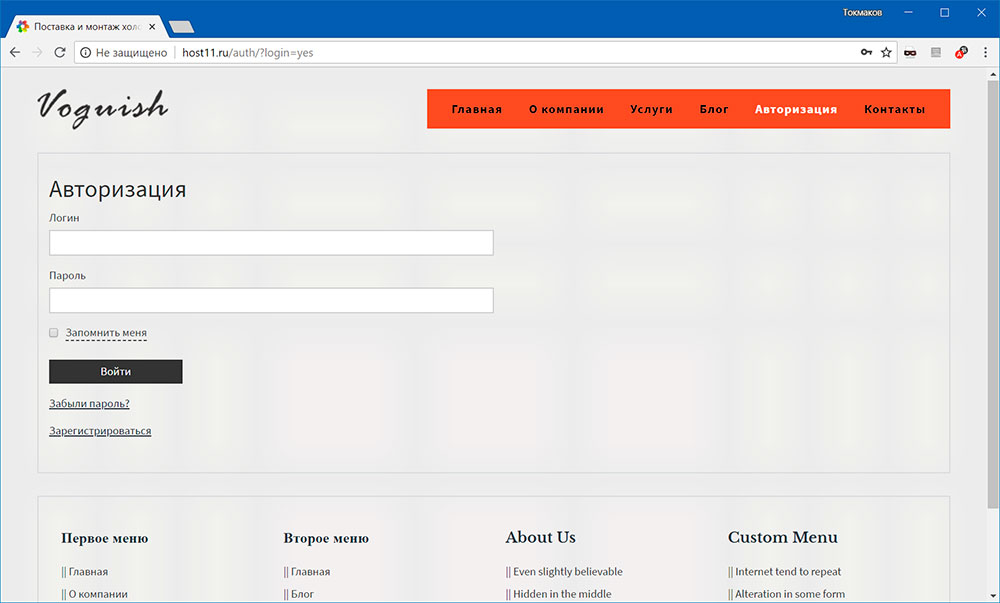 Токмаков
Поставка и монтаж холо
Не защищено host11.ru/auth/?login=yes
Voguish
Главная О компании Услуги Блог Авторизация Контакты
Авторизация
Логин
Пароль
Запомнить меня
Войти
Забыли пароль?
Зарегистрироваться
Первое меню Второе меню About Us Custom Menu
|| Главная || Главная || Even slightly believable || Internet tend to repeat
|| О компании || Блог || Hidden in the middle || Alteration in some form